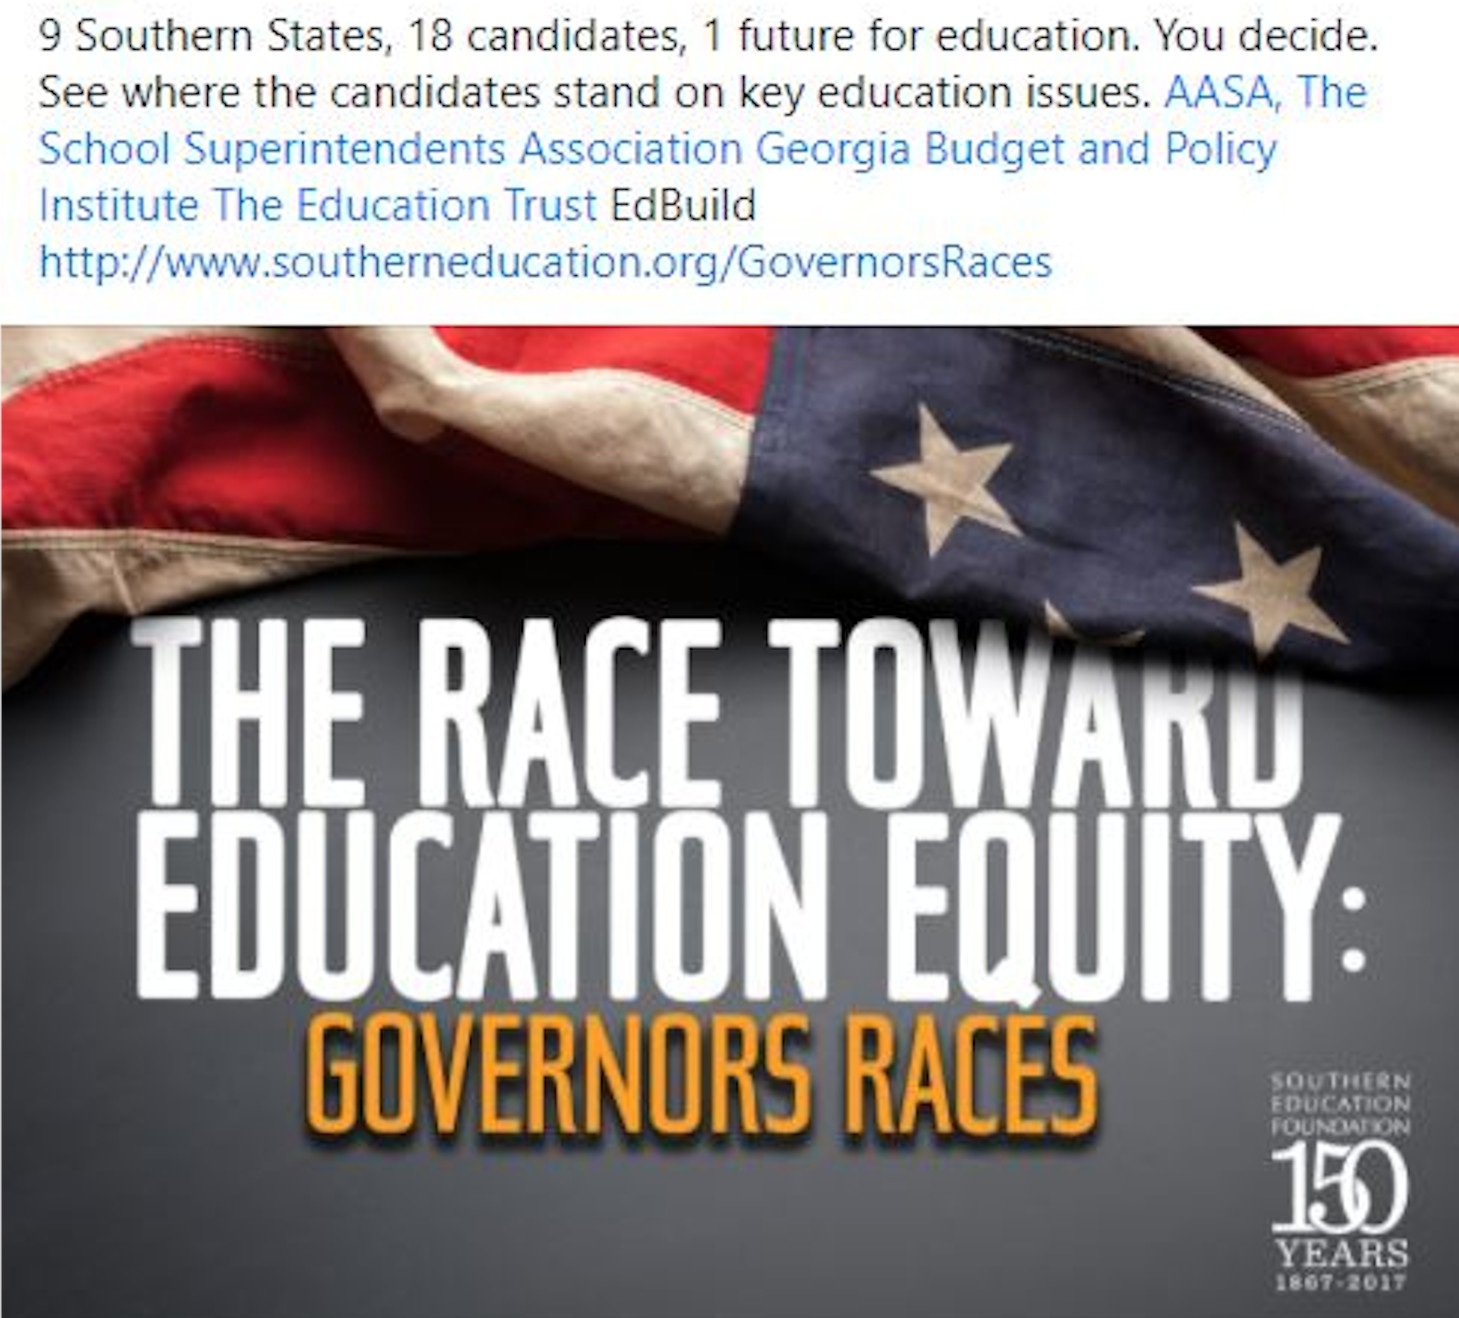 9 Southern States, 18 candidates, 1 future for education. You decide.
See where the candidates stand on key education issues. AASA, The
School Superintendents Association Georgia Budget and Policy
Institute The Education Trust EdBuild
http://www.southerneducation.org/GovernorsRaces
THE RACE TOWARD
EDUCATION EQUITY:
GOVERNORS RACES
SOUTHERN
EDUCATION
FOUNDATION
150
YEARS
1867-2017